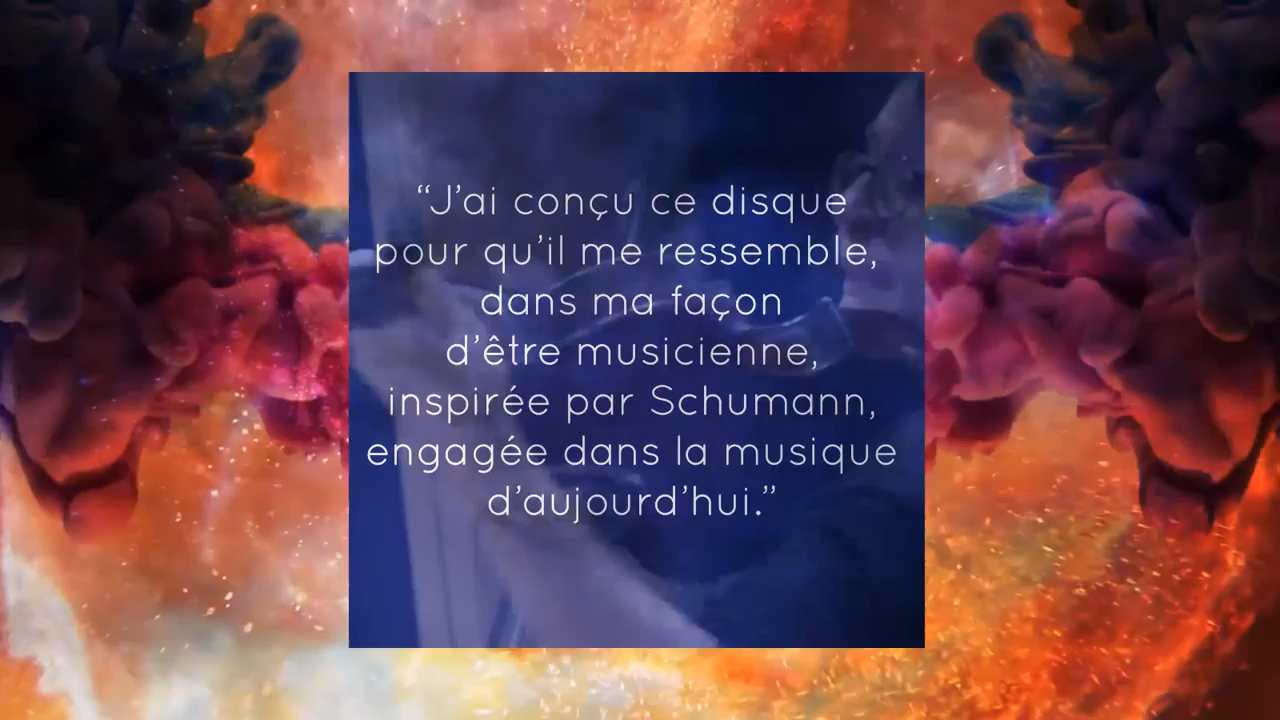 “J’ai conçu ce disque
pour qu’il me ressemble,
dans ma façon
d’être musicienne,
inspirée par Schumann,
engagée dans la musique
d’aujourd’hui.”